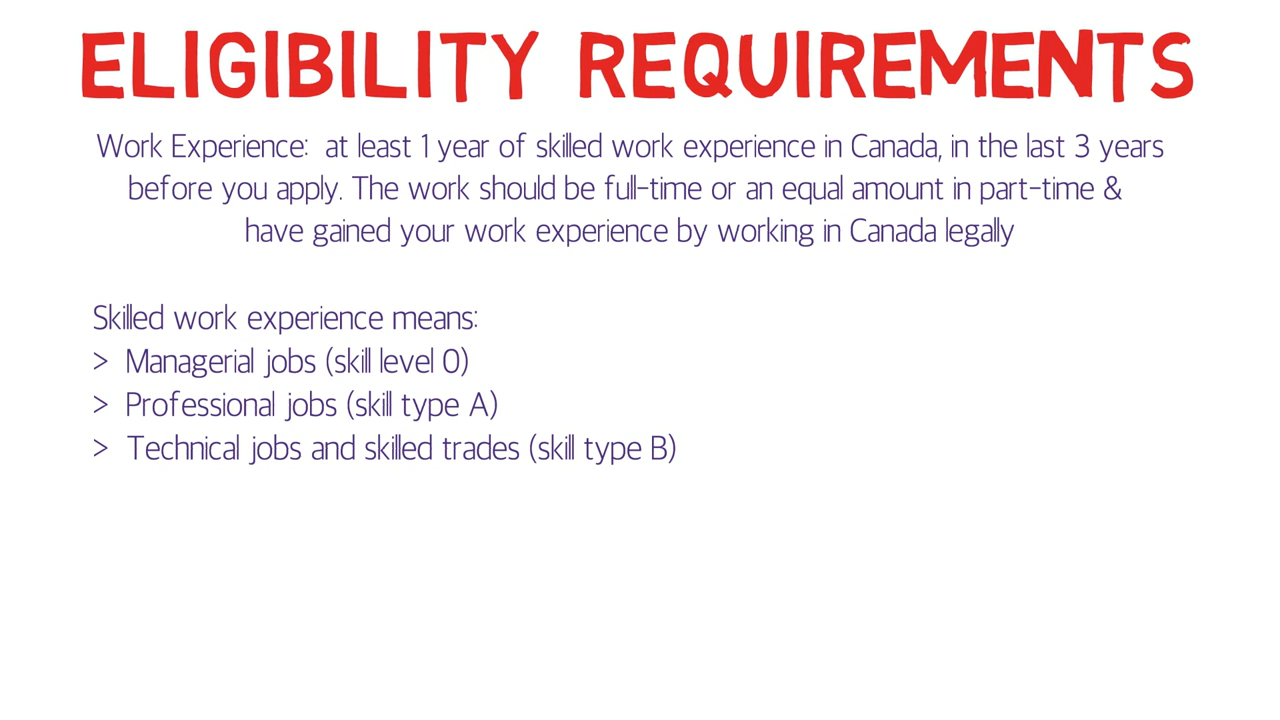 ELIGIBILITY REQUIREMENTS
Work Experience: at least 1 year of skilled work experience in Canada, in the last 3 years
before you apply. The work should be full-time or an equal amount in part-time &
have gained your work experience by working in Canada legally
Skilled work experience means:
> Managerial jobs (skill level 0)
> Professional jobs (skill type A)
> Technical jobs and skilled trades (skill type B)